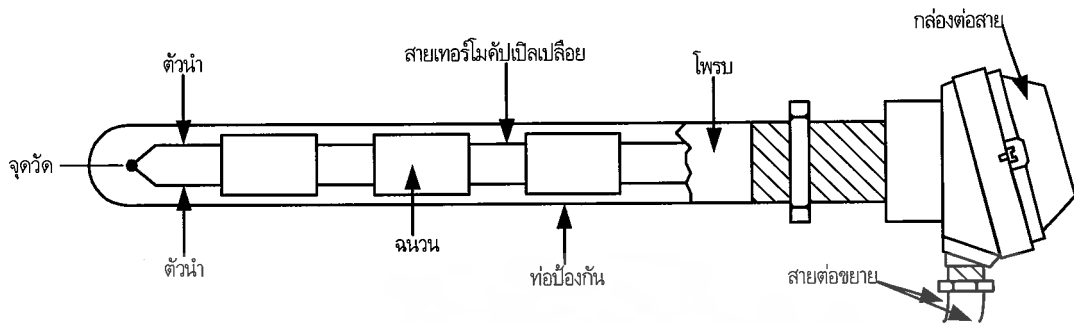 กล่องต่อสาย
ตัวนำ
สายเทอร์โมคัปเปิลเปลือย
โพรบ
จุดวัด
ฉนวน
ตัวนำ
ท่อป้องกัน
สายต่อขยาย